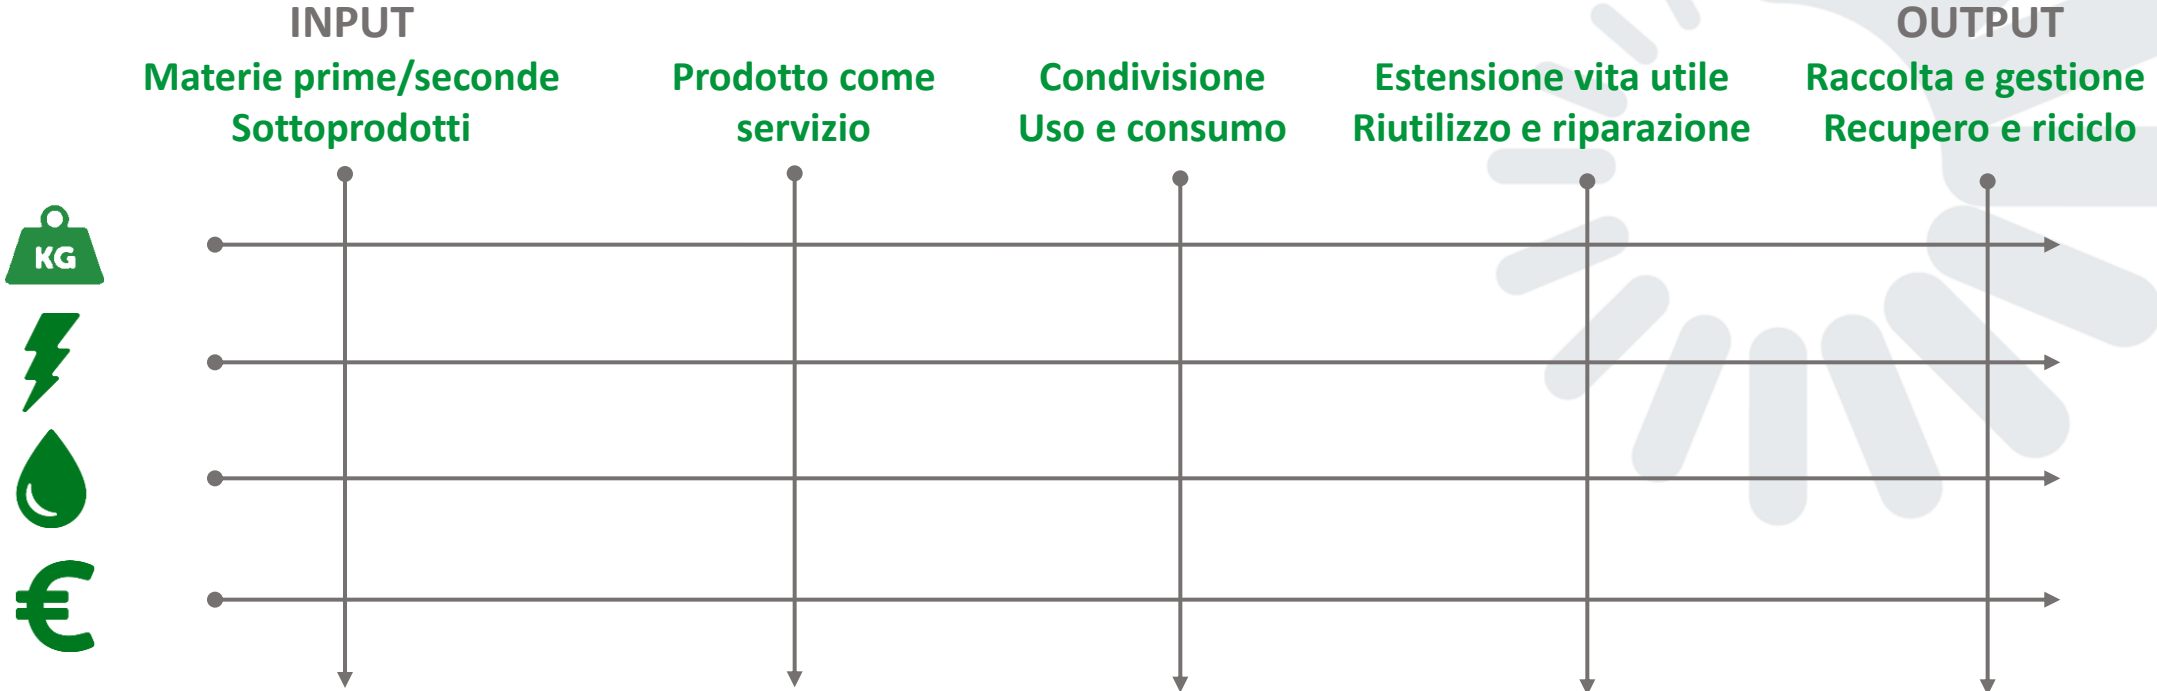 INPUT
Materie prime/seconde
Sottoprodotti
Prodotto come
servizio
Condivisione
Uso e consumo
Estensione vita utile
Riutilizzo e riparazione
OUTPUT
Raccolta e gestione
Recupero e riciclo
KG
€